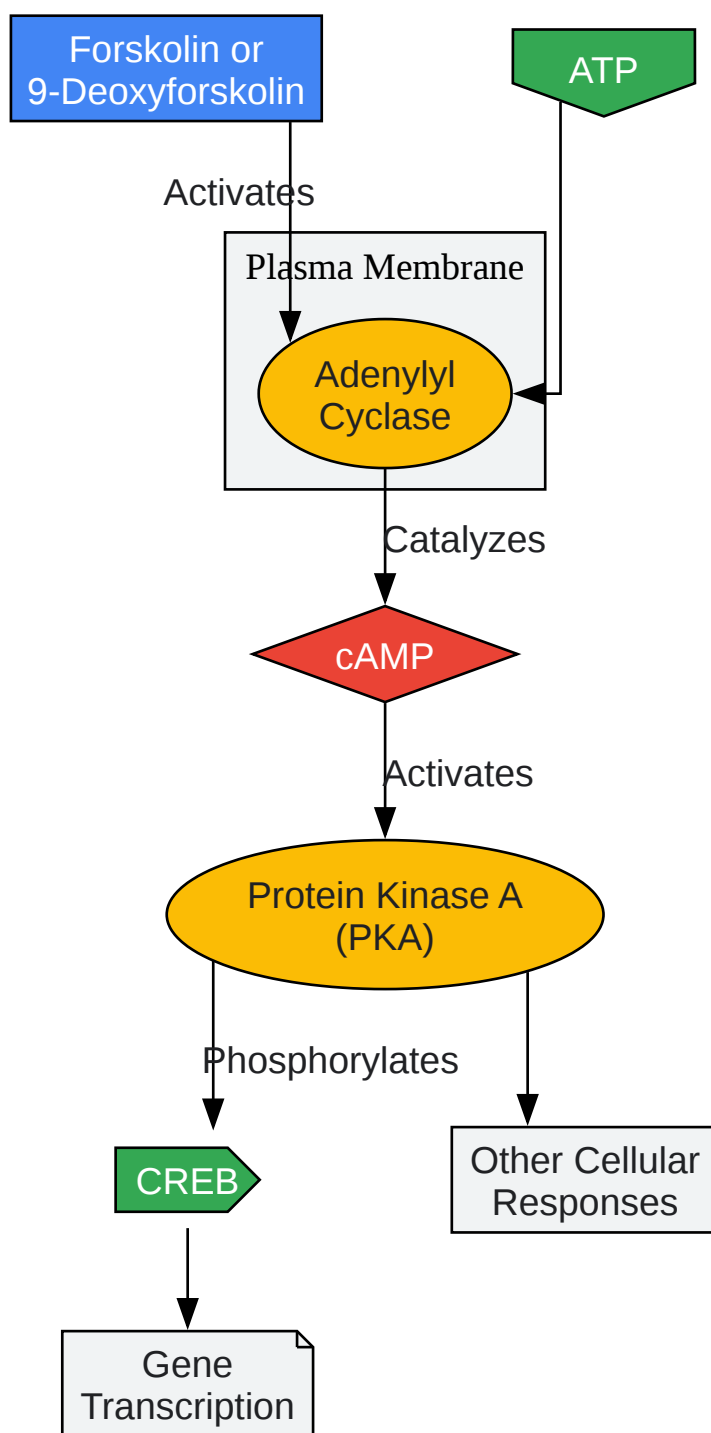 Forskolin or
9-Deoxyforskolin
ATP
Activates
Plasma Membrane
Adenylyl
Cyclase
Catalyzes
cAMP
Activates
Protein Kinase A
(PKA)
Phosphorylates
CREB
Other Cellular
Responses
Gene
Transcription